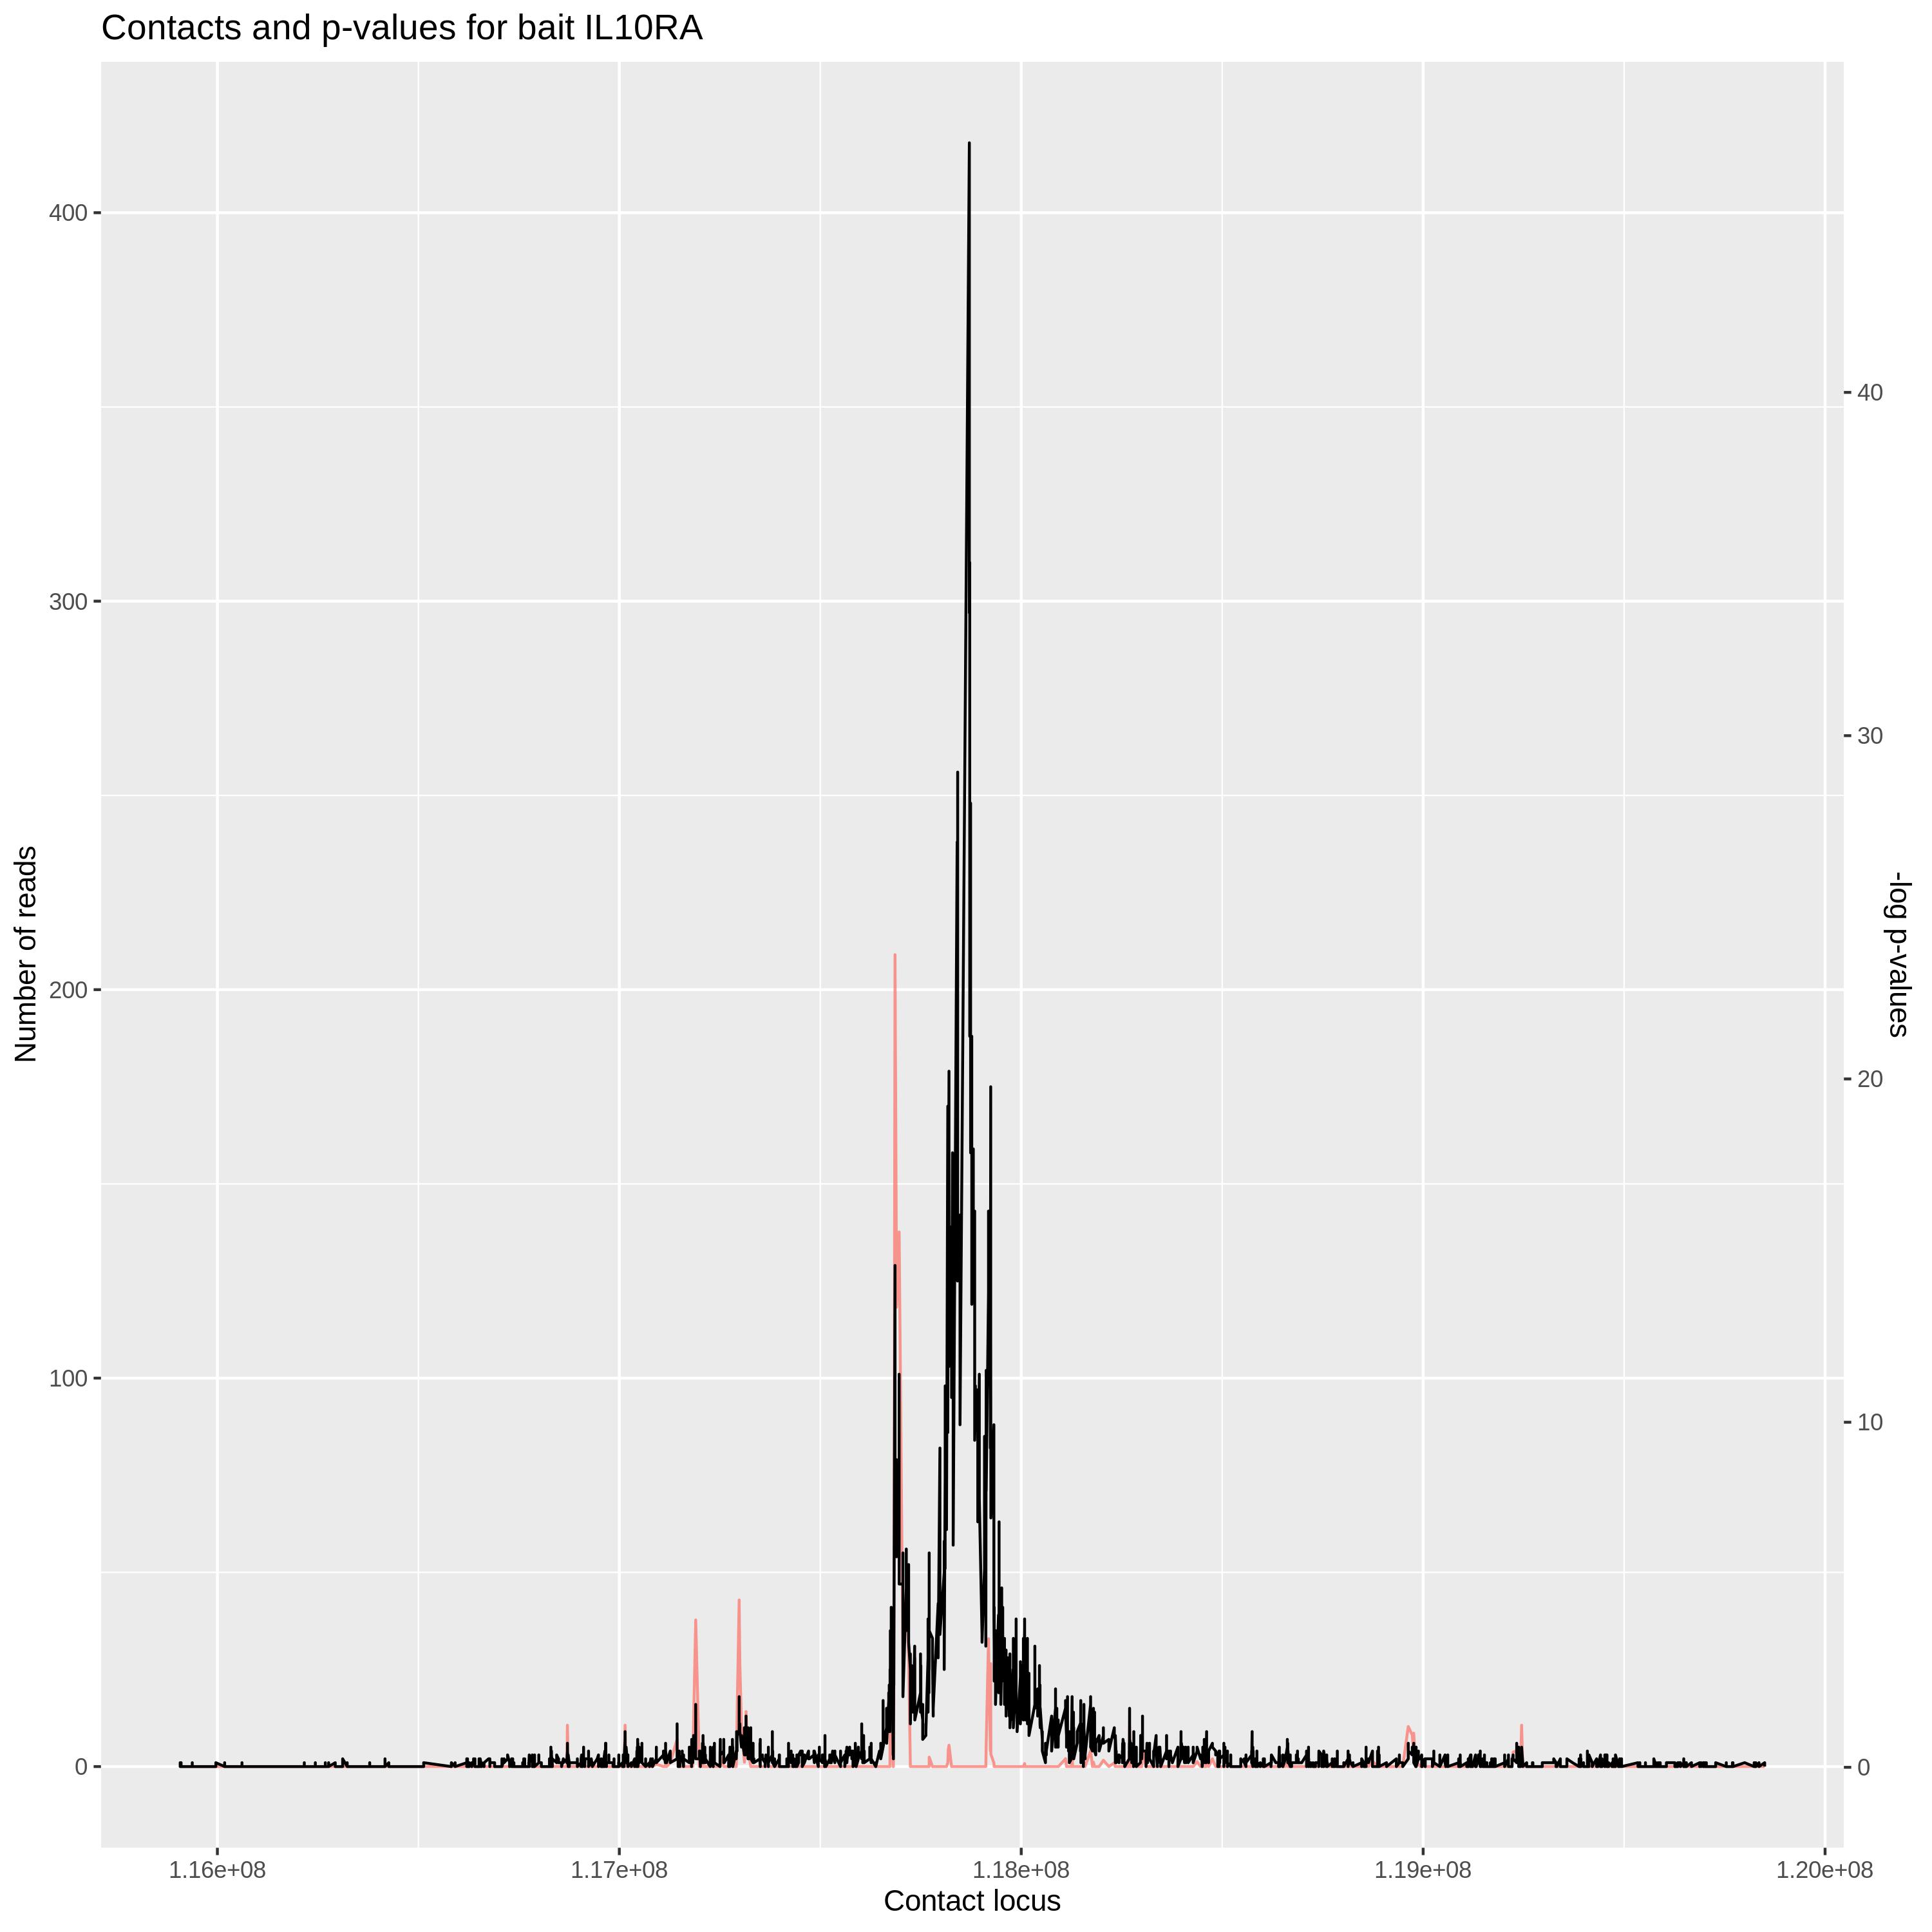 Contacts and p-values for bait IL10RA
400
300
200
100
0
Number of reads
40
30
20
10
0
-log p-values
1.16e+08
1.17e+08
1.18e+08
1.19e+08
1.20e+08
Contact locus